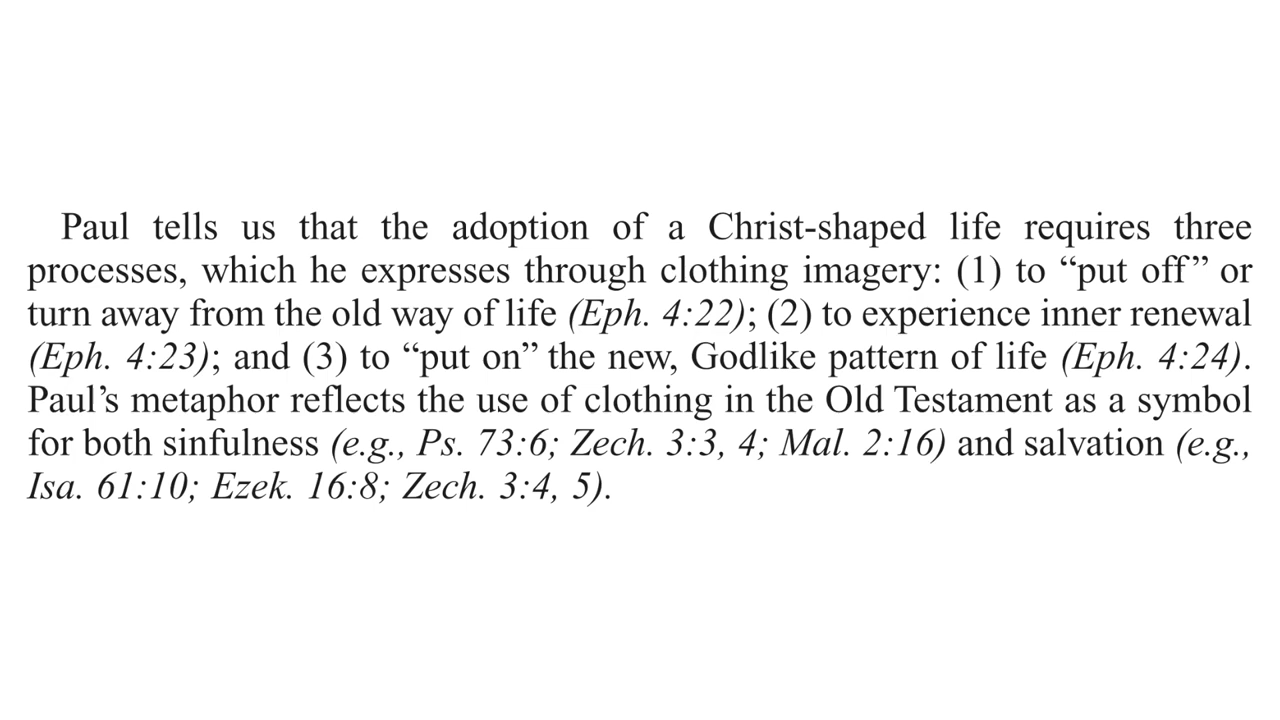 Paul tells us that the adoption of a Christ-shaped life requires three
processes, which he expresses through clothing imagery: (1) to “put off” or
turn away from the old way of life (Eph. 4:22); (2) to experience inner renewal
(Eph. 4:23); and (3) to “put on” the new, Godlike pattern of life (Eph. 4:24).
Paul’s metaphor reflects the use of clothing in the Old Testament as a symbol
for both sinfulness (e.g., Ps. 73:6; Zech. 3:3, 4; Mal. 2:16) and salvation (e.g.,
Isa. 61:10; Ezek. 16:8; Zech. 3:4, 5).